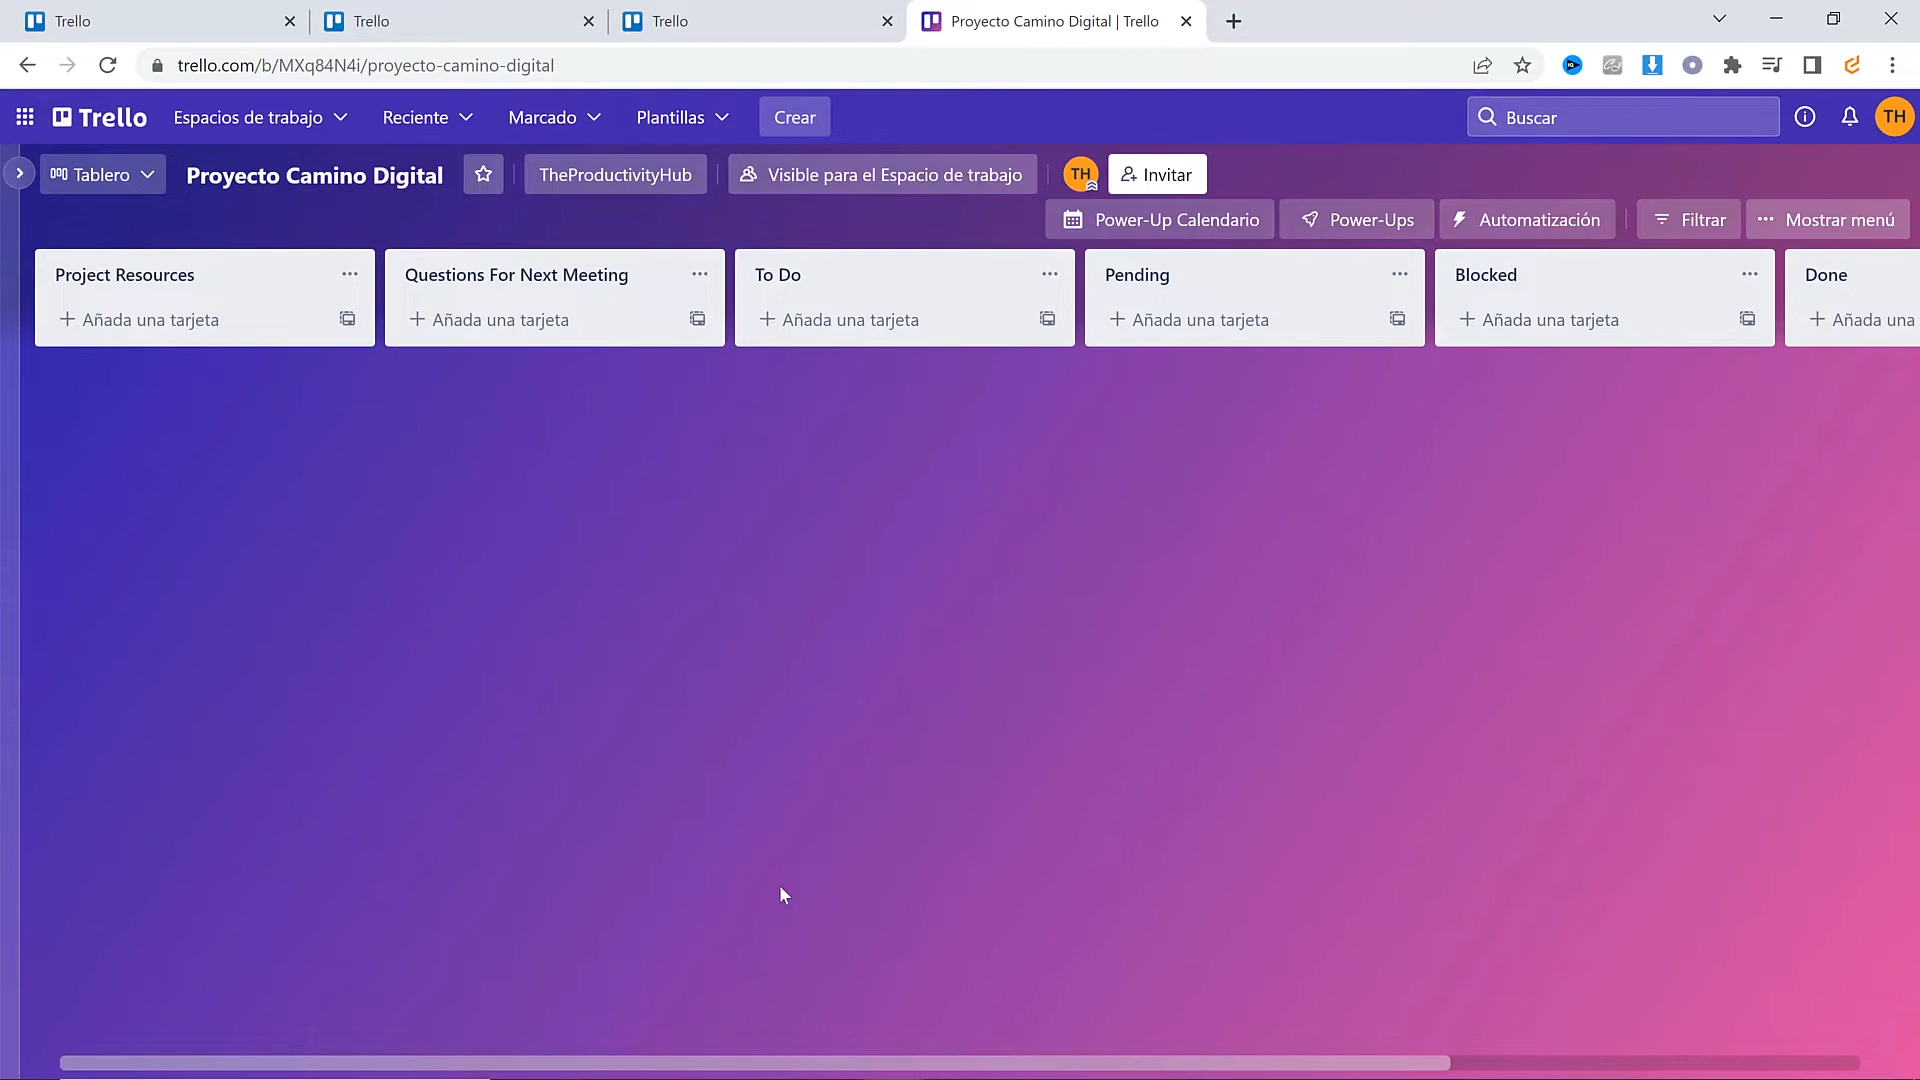 Trello
Trello
Trello
Proyecto Camino Digital | Trello
trello.com/b/MXq84N4i/proyecto-camino-digital
Trello
Espacios de trabajo
Reciente
Marcado
Plantillas
Crear
Buscar
TH
Tablero
Proyecto Camino Digital
TheProductivityHub
Visible para el Espacio de trabajo
TH
Invitar
Power-Up Calendario
Power-Ups
Automatización
Filtrar
Mostrar menú
Project Resources
Añada una tarjeta
Questions For Next Meeting
Añada una tarjeta
To Do
Añada una tarjeta
Pending
Añada una tarjeta
Blocked
Añada una tarjeta
Done
Añada una